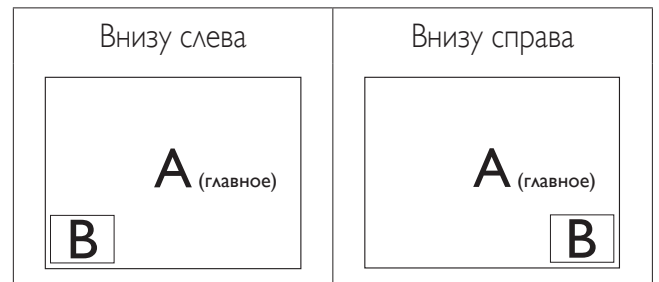 Внизу слева
Внизу справа
A (главное)
A (главное)
B
B